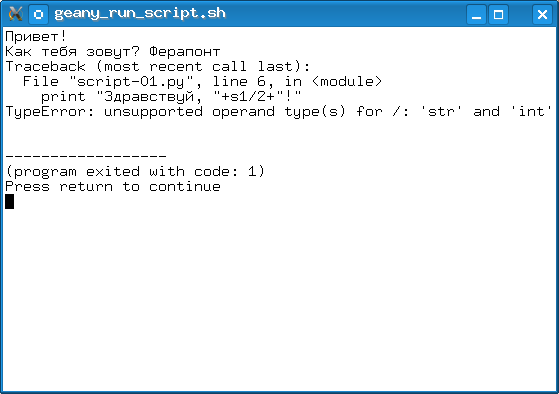 geany_run_script.sh
Привет!
Как тебя зовут? Ферапонт
Traceback (most recent call last):
  File "script-01.py", line 6, in <module>
    print "Здравствуй, "+s1/2+"!"
TypeError: unsupported operand type(s) for /: 'str' and 'int'
------------------
(program exited with code: 1)
Press return to continue